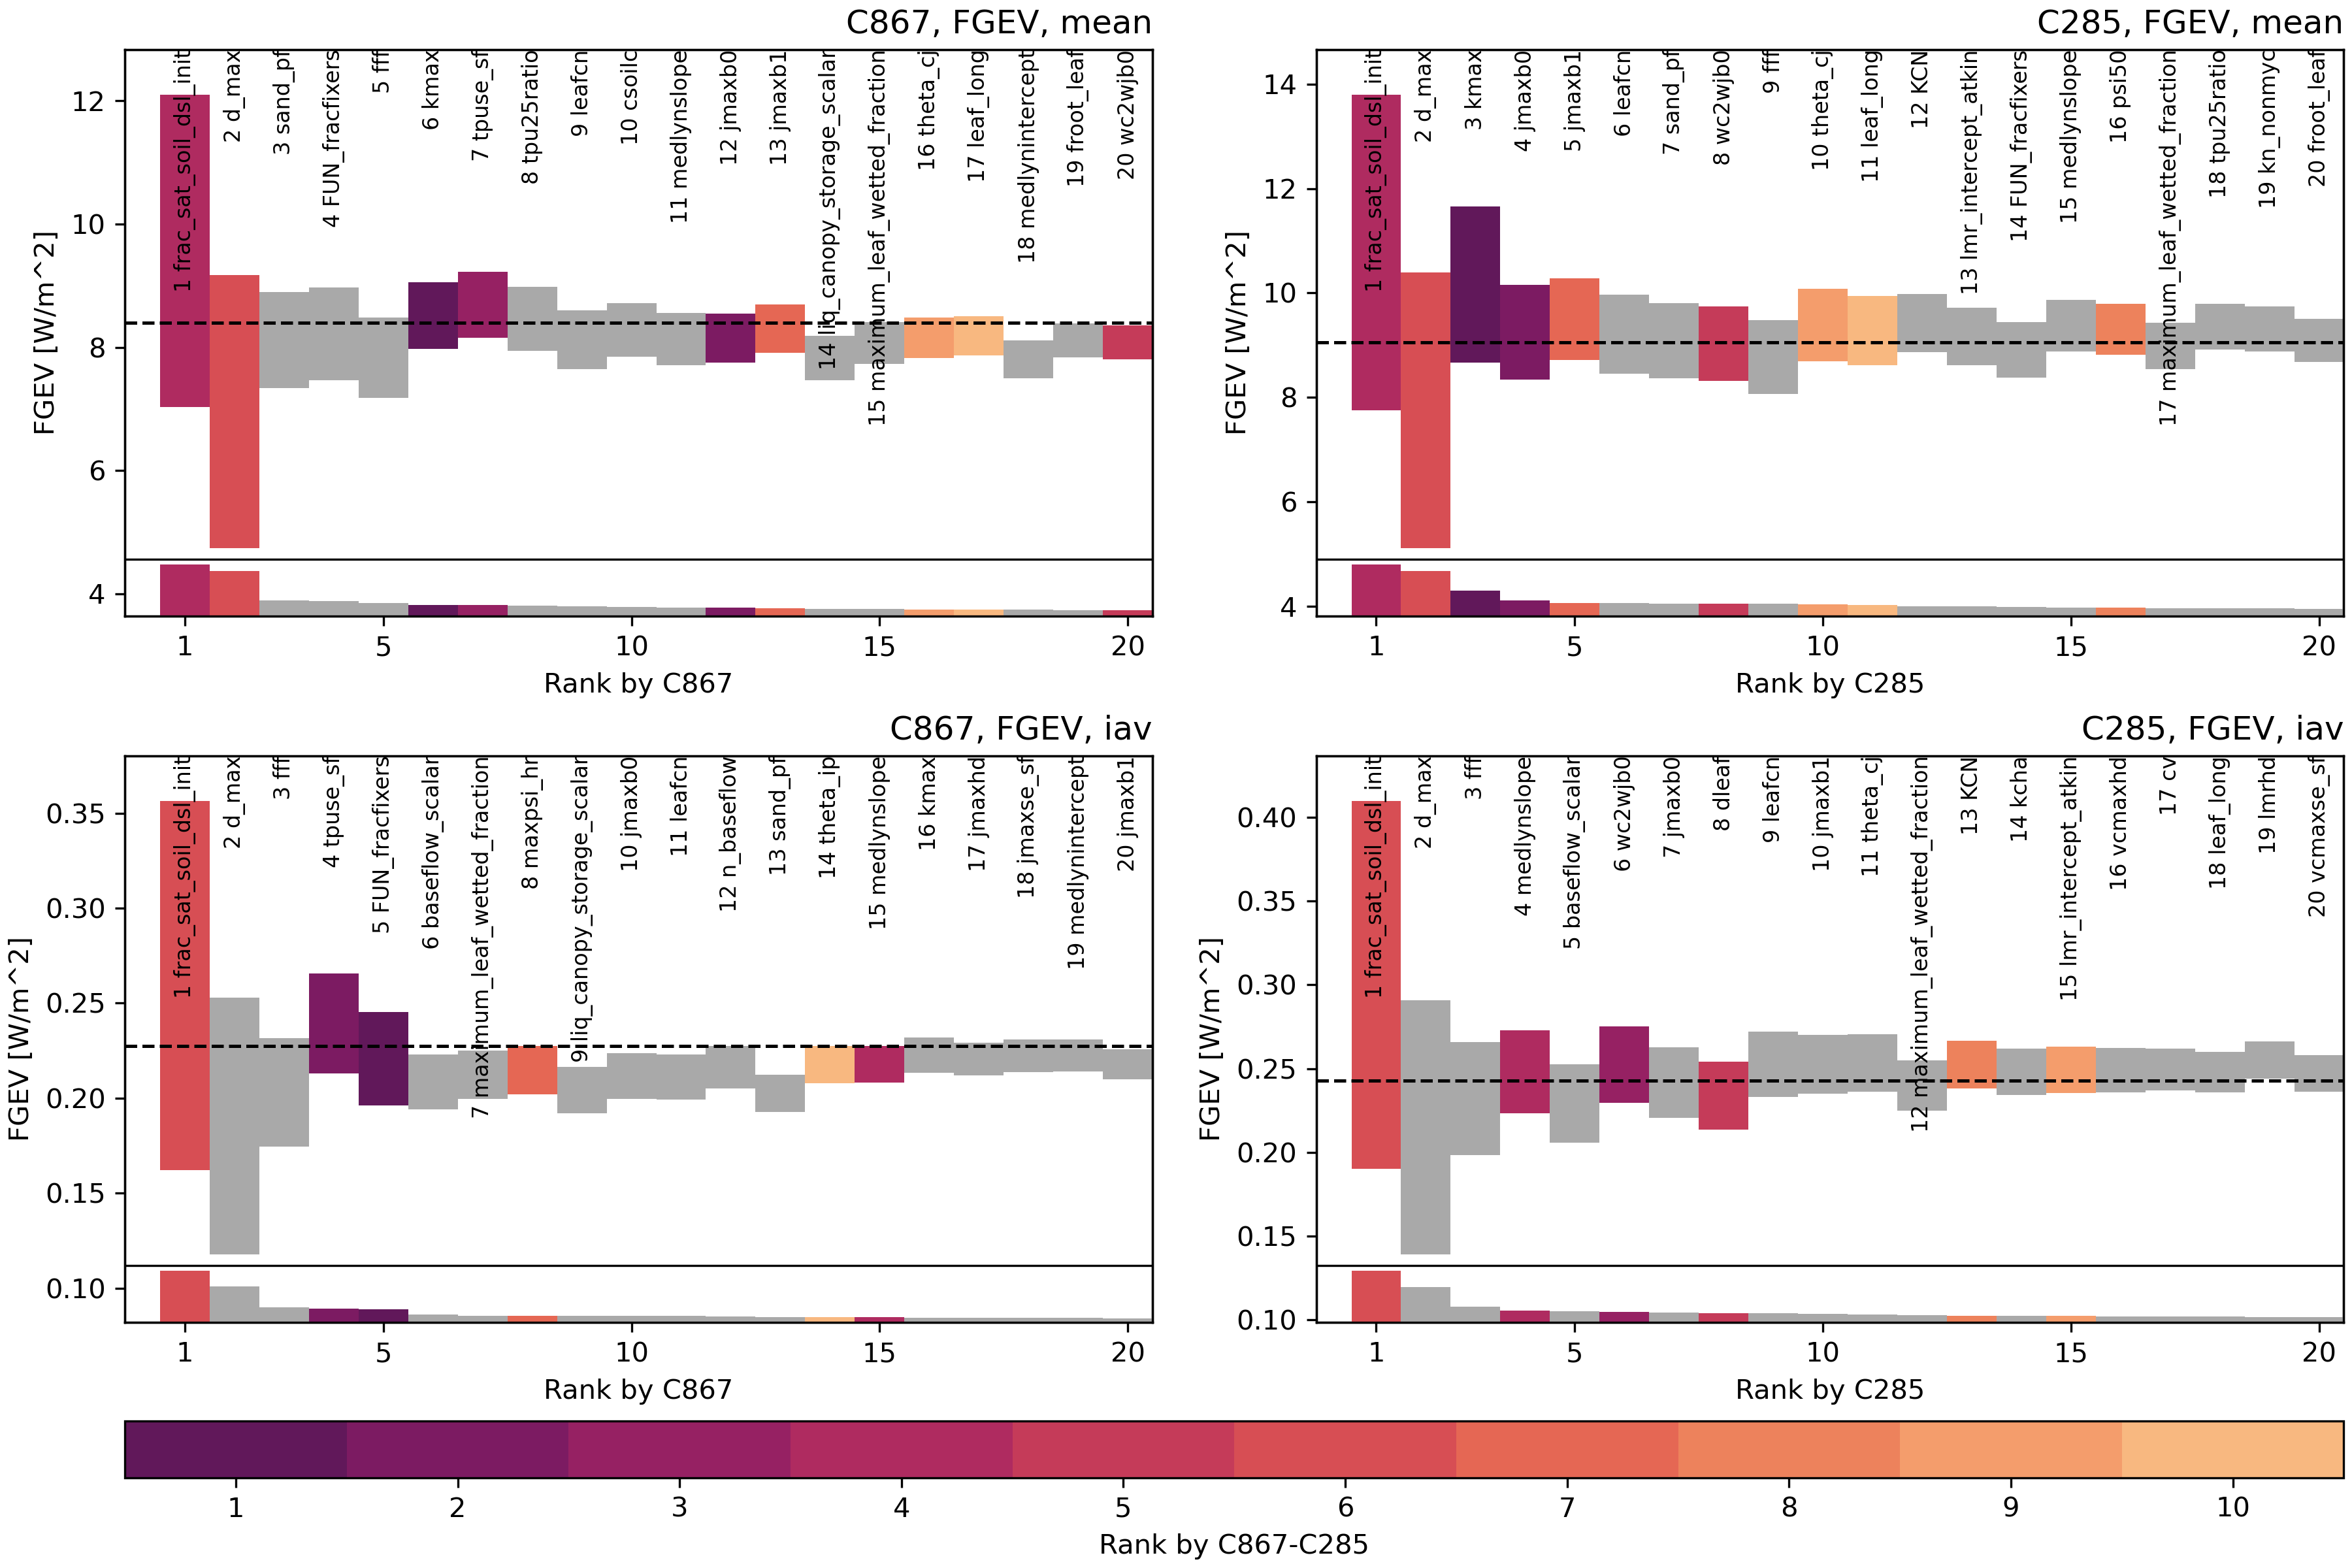 C867, FGEV, mean
FGEV [W/m^2]
12
10
8
6
4
1 frac_sat_soil_dsl_init
2 d_max
3 sand_pf
4 FUN_fracfixers
5 fff
6 kmax
7 tpuse_sf
8 tpu25ratio
9 leafcn
10 csoilc
11 medlynslope
12 jmaxb0
13 jmaxb1
14 liq_canopy_storage_scalar
15 maximum_leaf_wetted_fraction
16 theta_cj
17 leaf_long
18 medlynintercept
19 froot_leaf
20 wc2wjb0
1 5 10 15 20
Rank by C867
C285, FGEV, mean
FGEV [W/m^2]
14
12
10
8
6
4
1 frac_sat_soil_dsl_init
2 d_max
3 kmax
4 jmaxb0
5 jmaxb1
6 leafcn
7 sand_pf
8 wc2wjb0
9 fff
10 theta_cj
11 leaf_long
12 KCN
13 lmr_intercept_atkin
14 FUN_fracfixers
15 medlynslope
16 psi50
17 maximum_leaf_wetted_fraction
18 tpu25ratio
19 kn_nonmyc
20 froot_leaf
1 5 10 15 20
Rank by C285
C867, FGEV, iav
FGEV [W/m^2]
0.35
0.30
0.25
0.20
0.15
0.10
1 frac_sat_soil_dsl_init
2 d_max
3 fff
4 tpuse_sf
5 FUN_fracfixers
6 baseflow_scalar
7 maximum_leaf_wetted_fraction
8 maxpsi_hr
9 liq_canopy_storage_scalar
10 jmaxb0
11 leafcn
12 n_baseflow
13 sand_pf
14 theta_ip
15 medlynslope
16 kmax
17 jmaxhd
18 jmaxse_sf
19 medlynintercept
20 jmaxb1
1 5 10 15 20
Rank by C867
C285, FGEV, iav
FGEV [W/m^2]
0.40
0.35
0.30
0.25
0.20
0.15
0.10
1 frac_sat_soil_dsl_init
2 d_max
3 fff
4 medlynslope
5 baseflow_scalar
6 wc2wjb0
7 jmaxb0
8 dleaf
9 leafcn
10 jmaxb1
11 theta_cj
12 maximum_leaf_wetted_fraction
13 KCN
14 kcha
15 lmr_intercept_atkin
16 vcmaxhd
17 cv
18 leaf_long
19 lmrhd
20 vcmaxse_sf
1 5 10 15 20
Rank by C285
1 2 3 4 5 6 7 8 9 10
Rank by C867-C285